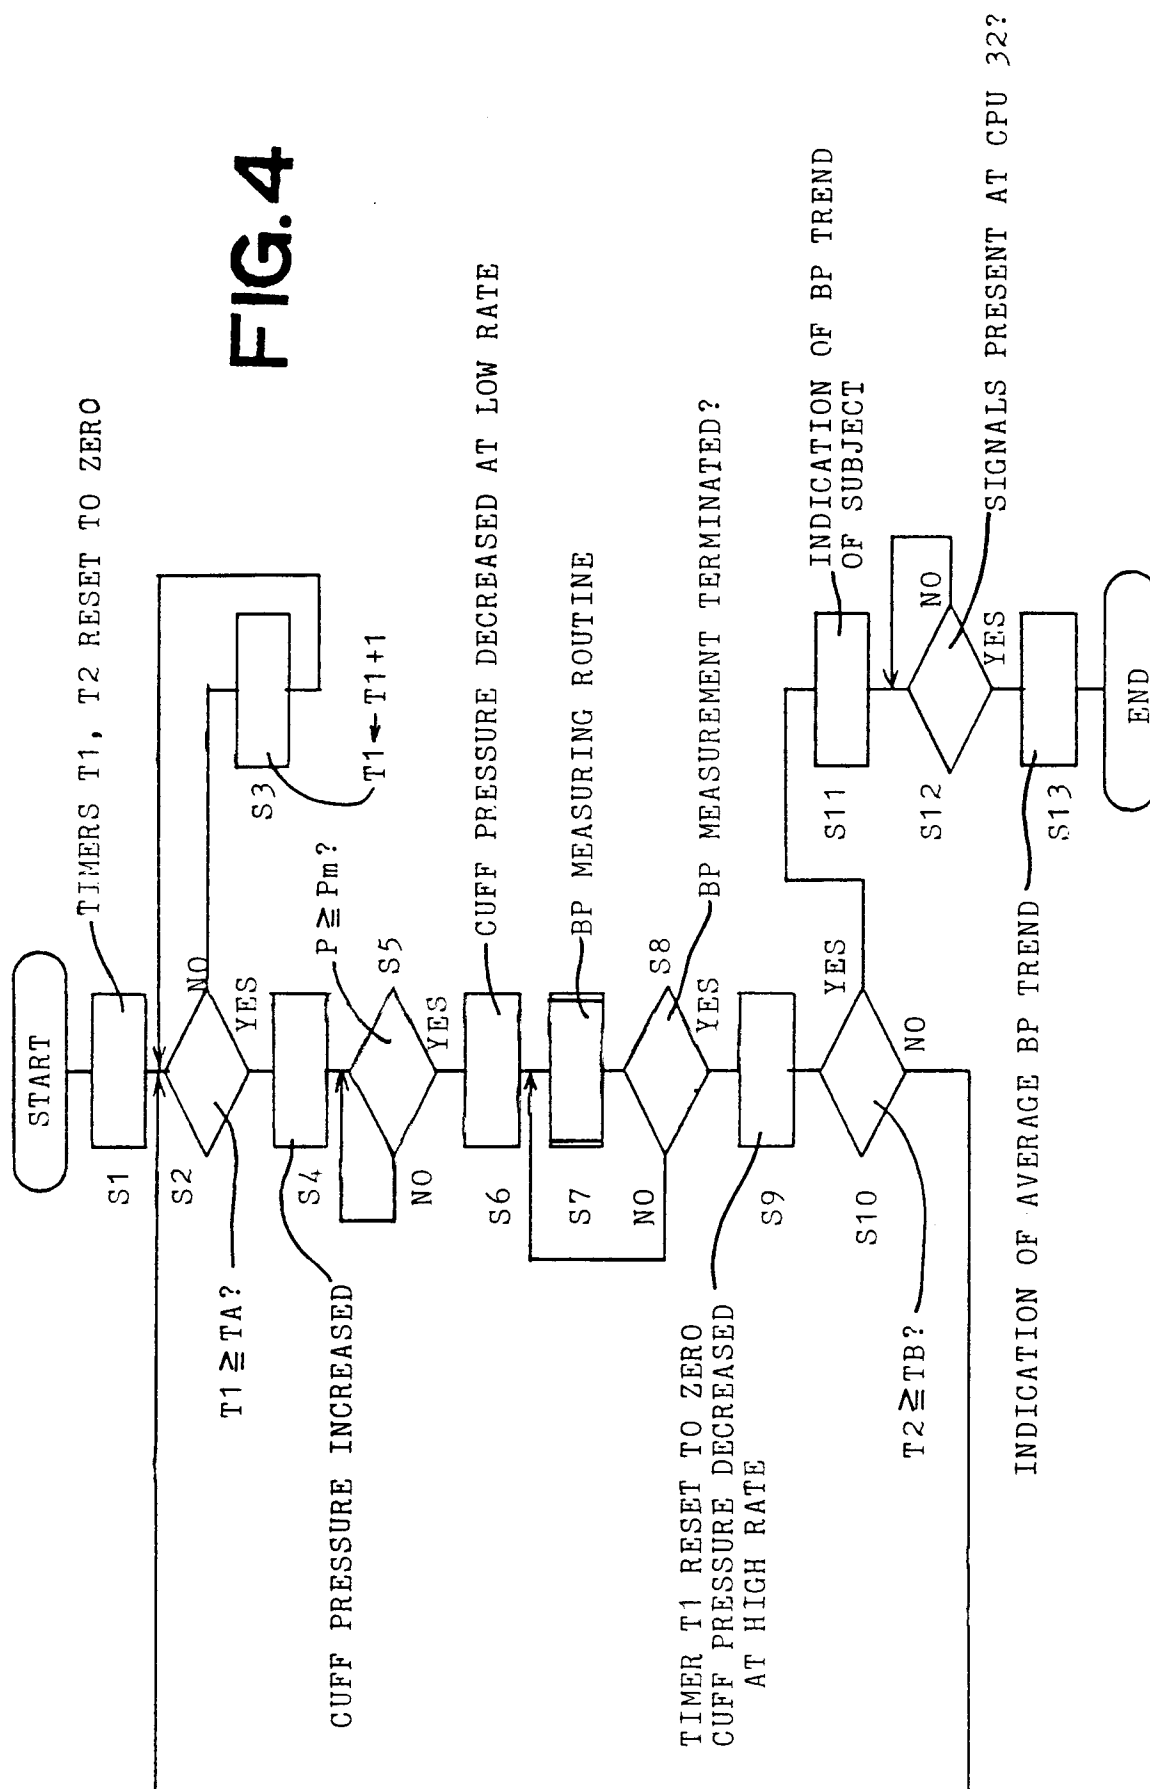 FIG. 4
START
S1
TIMERS T1, T2 RESET TO ZERO
S2
T1≧TA?
NO
YES
S3
T1←T1+1
S4
CUFF PRESSURE INCREASED
P≧Pm?
S5
NO
YES
S6
CUFF PRESSURE DECREASED AT LOW RATE
S7
BP MEASURING ROUTINE
S8
BP MEASUREMENT TERMINATED?
NO
YES
S9
TIMER T1 RESET TO ZERO
CUFF PRESSURE DECREASED
AT HIGH RATE
S10
T2≧TB?
YES
NO
S11
INDICATION OF BP TREND
OF SUBJECT
S12
SIGNALS PRESENT AT CPU 32?
NO
YES
S13
INDICATION OF AVERAGE BP TREND
END